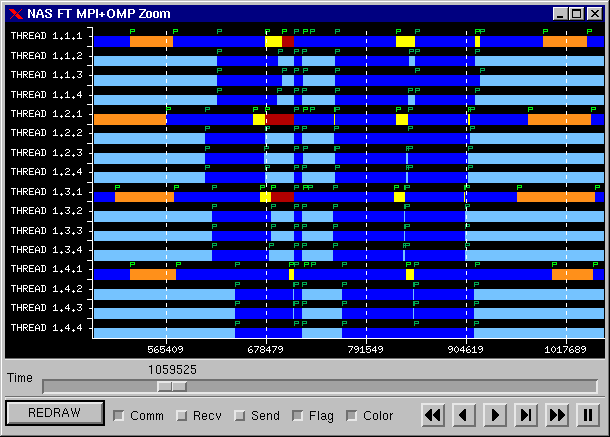 NAS FT MPI+OMP Zoom
THREAD 1.1.1
THREAD 1.1.2
THREAD 1.1.3
THREAD 1.1.4
THREAD 1.2.1
THREAD 1.2.2
THREAD 1.2.3
THREAD 1.2.4
THREAD 1.3.1
THREAD 1.3.2
THREAD 1.3.3
THREAD 1.3.4
THREAD 1.4.1
THREAD 1.4.2
THREAD 1.4.3
THREAD 1.4.4
565409 678479 791549 904619 1017689
1059525
Time
REDRAW Comm Recv Send Flag Color